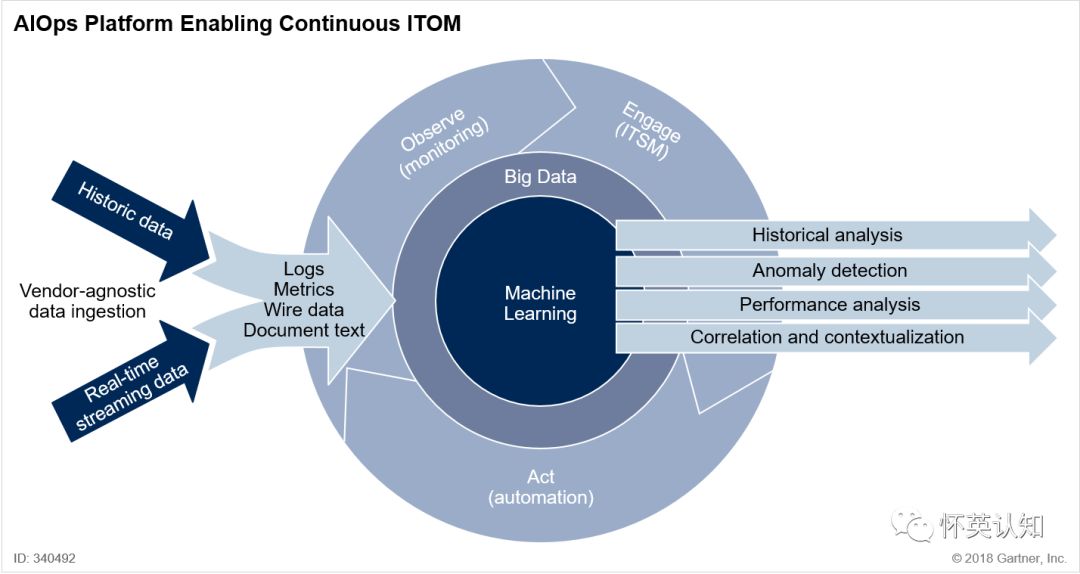 AIOps Platform Enabling Continuous ITOM
Observe
(monitoring)
Engage
(ITSM)
Big Data
Historic data
Vendor-agnostic
data ingestion
Real-time
streaming data
Logs
Metrics
Wire data
Document text
Machine
Learning
Historical analysis
Anomaly detection
Performance analysis
Correlation and contextualization
Act
(automation)
怀英认知
ID: 340492
© 2018 Gartner, Inc.